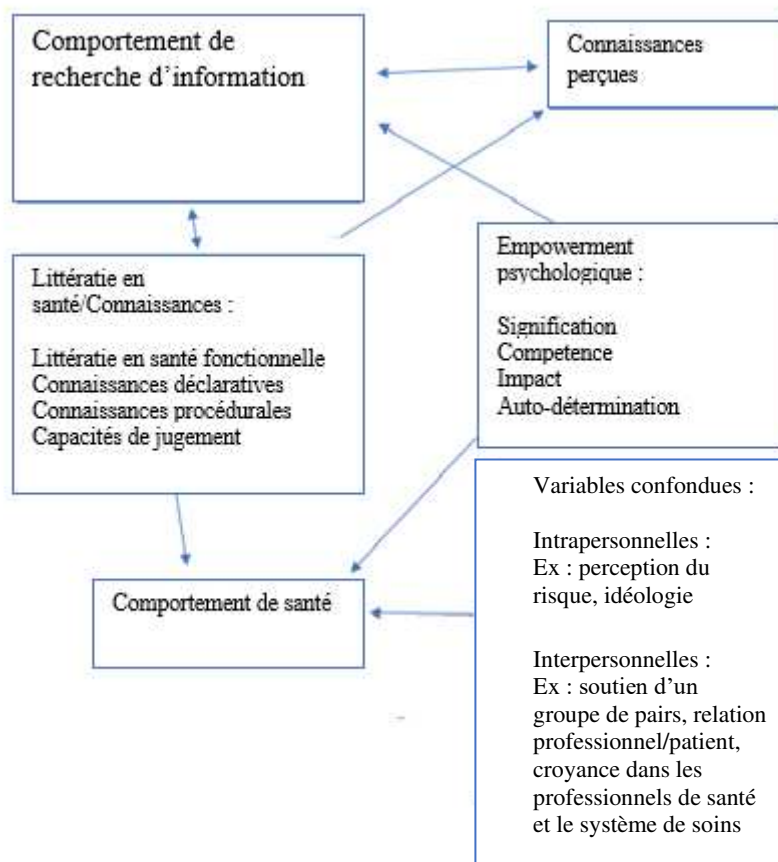 Comportement de
recherche d’information
Connaissances
perçues
Littératie en
santé/Connaissances :
Littératie en santé fonctionnelle
Connaissances déclaratives
Connaissances procédurales
Capacités de jugement
Empowerment
psychologique :
Signification
Competence
Impact
Auto-détermination
Comportement de santé
Variables confondues :
Intrapersonnelles :
Ex : perception du
risque, idéologie
Interpersonnelles :
Ex : soutien d’un
groupe de pairs, relation
professionnel/patient,
croyance dans les
professionnels de santé
et le système de soins